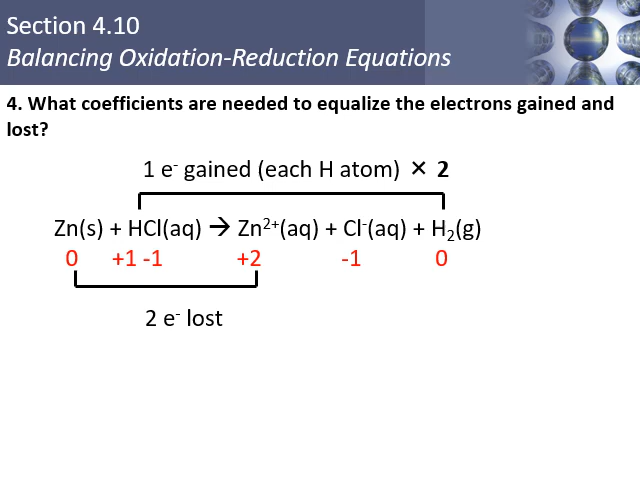 Section 4.10
Balancing Oxidation-Reduction Equations
4. What coefficients are needed to equalize the electrons gained and
lost?
1 e⁻ gained (each H atom) × 2
Zn(s) + HCl(aq) → Zn²⁺(aq) + Cl⁻(aq) + H₂(g)
0 +1 -1 +2 -1 0
2 e⁻ lost